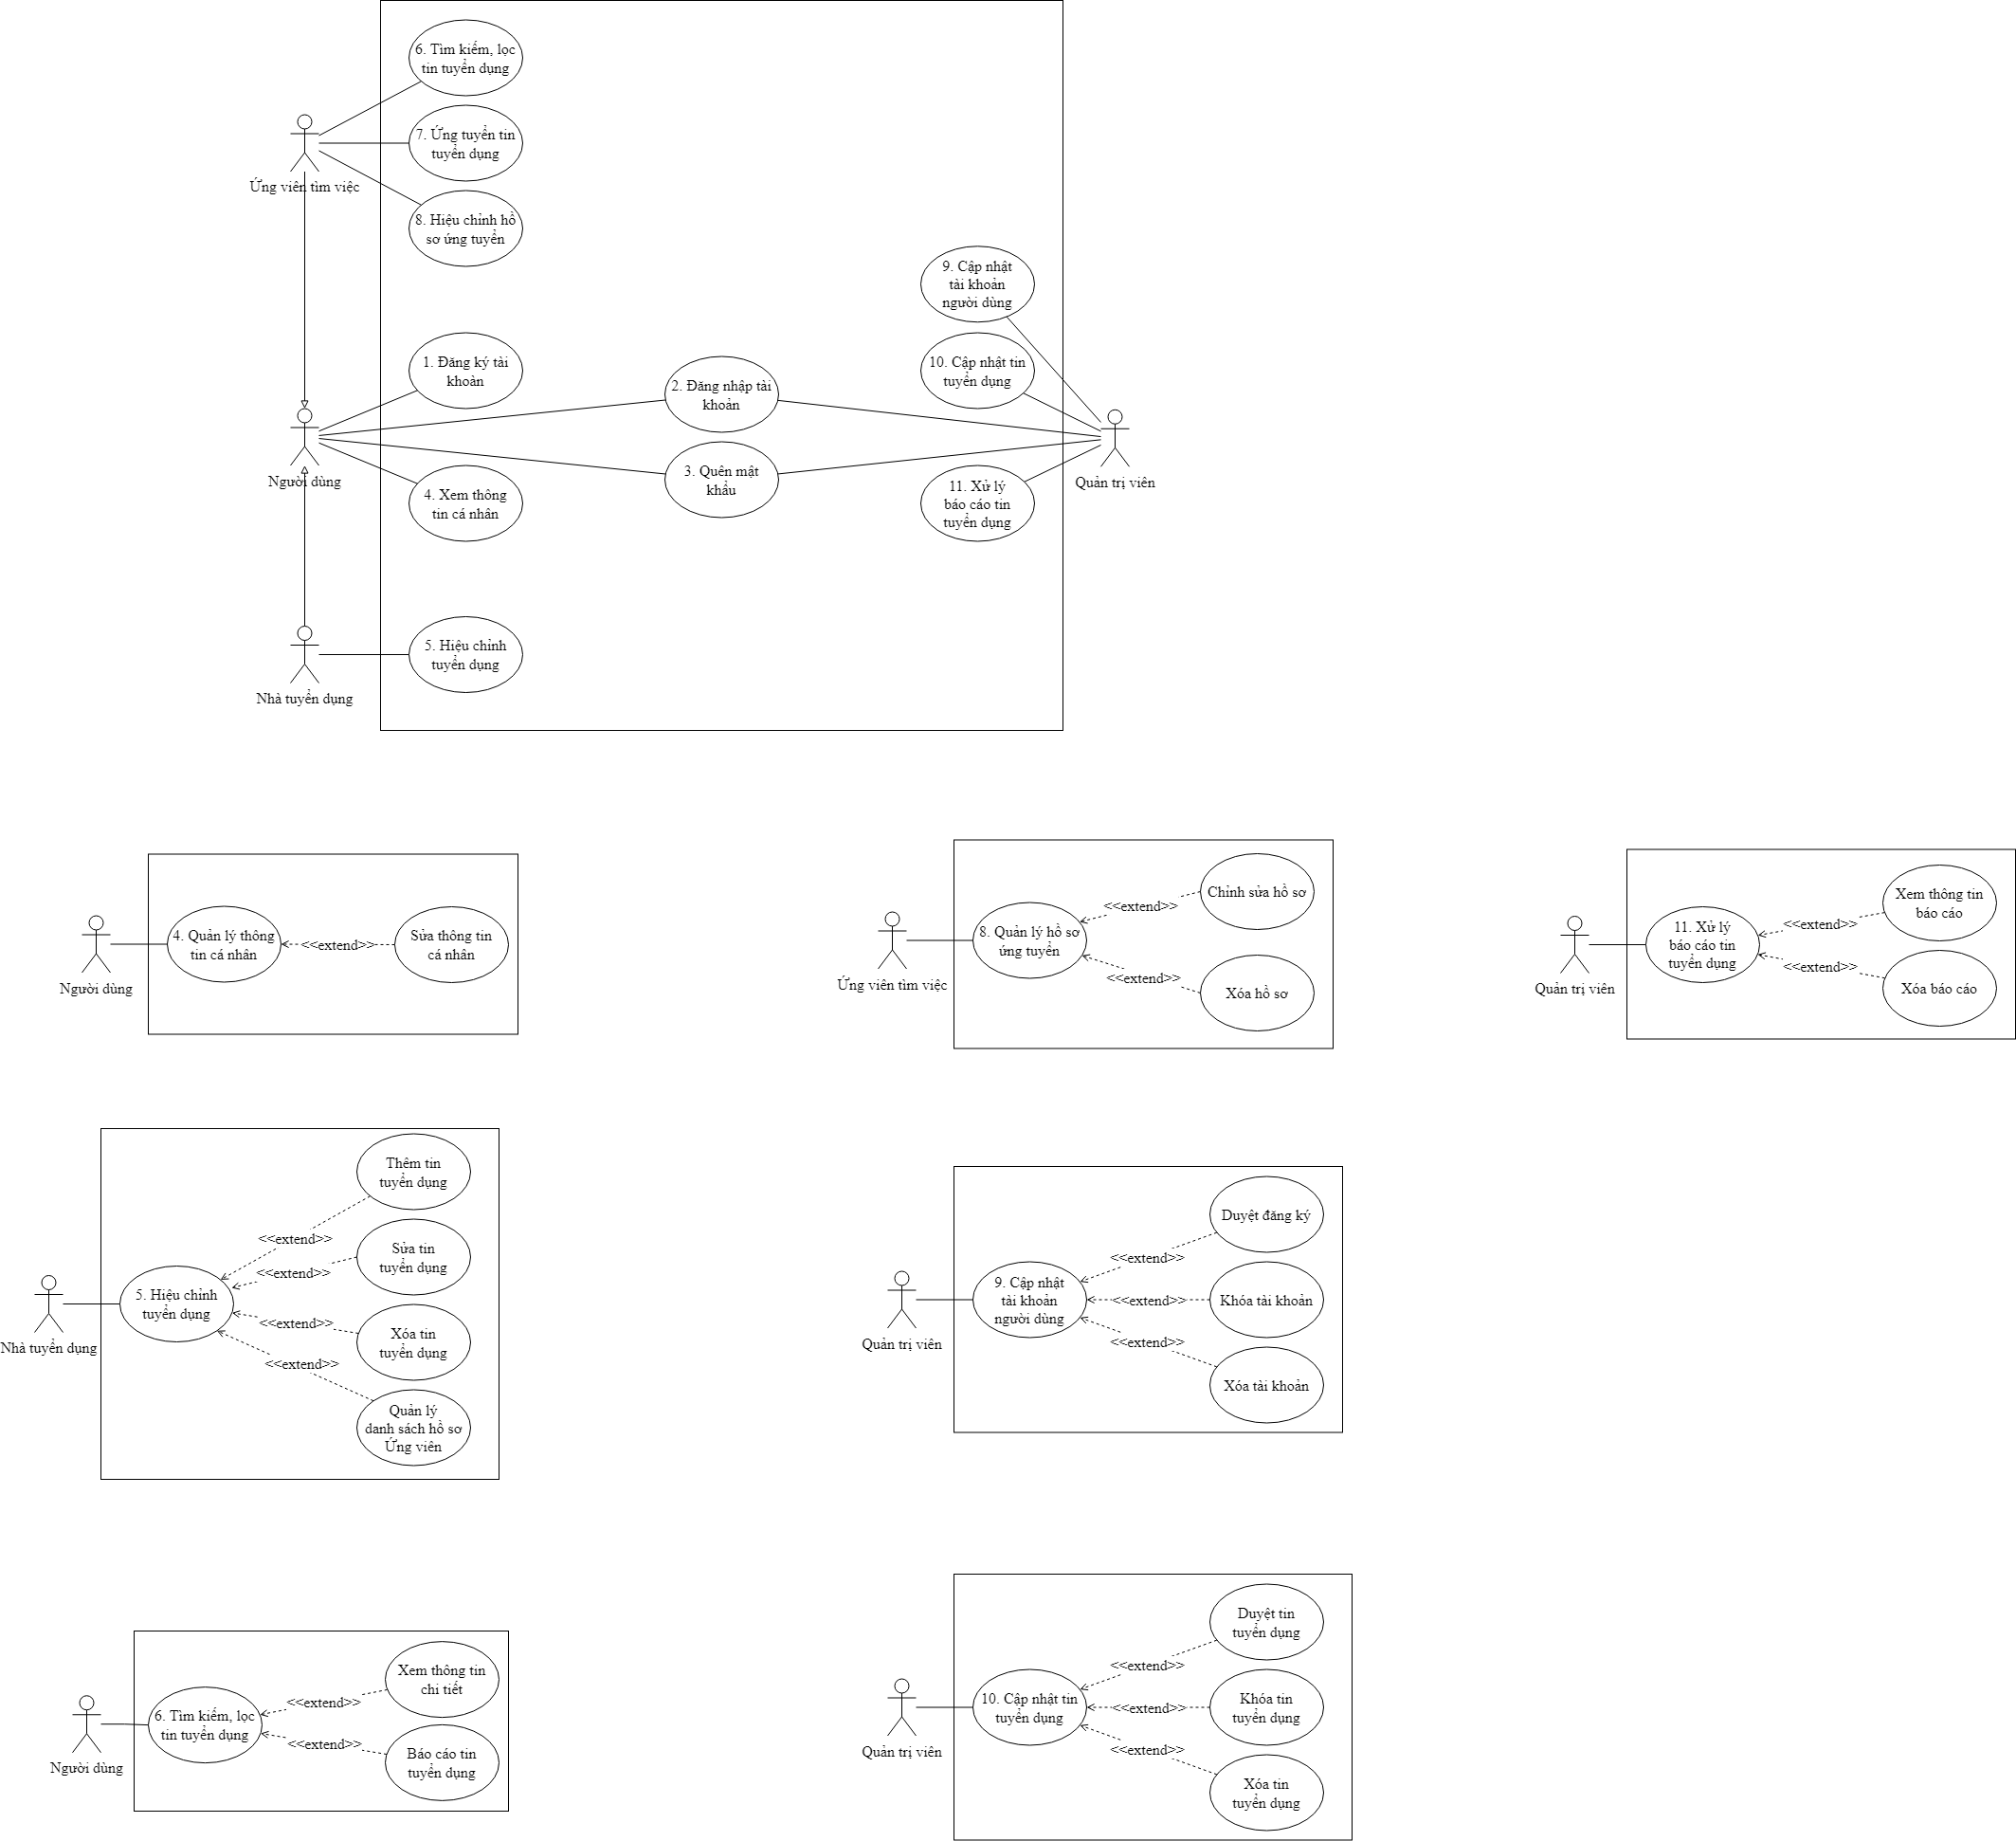 6. Tìm kiếm, lọc
tin tuyển dụng
7. Ứng tuyển tin
tuyển dụng
Ứng viên tìm việc
8. Hiệu chỉnh hồ
sơ ứng tuyển
9. Cập nhật
tài khoản
người dùng
1. Đăng ký tài
khoàn
2. Đăng nhập tài
khoản
10. Cập nhật tin
tuyển dụng
Người dùng
3. Quên mật
khẩu
4. Xem thông
tin cá nhân
11. Xử lý
báo cáo tin
tuyển dụng
Quản trị viên
5. Hiệu chỉnh
tuyển dụng
Nhà tuyển dụng
4. Quản lý thông
tin cá nhân
<<extend>>
Sửa thông tin
cá nhân
Người dùng
8. Quản lý hồ sơ
ứng tuyển
<<extend>>
Chỉnh sửa hồ sơ
<<extend>>
Xóa hồ sơ
Ứng viên tìm việc
11. Xử lý
báo cáo tin
tuyển dụng
<<extend>>
Xem thông tin
báo cáo
<<extend>>
Xóa báo cáo
Quản trị viên
Thêm tin
tuyển dụng
<<extend>>
Sửa tin
tuyển dụng
<<extend>>
5. Hiệu chỉnh
tuyển dụng
<<extend>>
Xóa tin
tuyển dụng
<<extend>>
Quản lý
danh sách hồ sơ
Ứng viên
Nhà tuyển dụng
Duyệt đăng ký
<<extend>>
9. Cập nhật
tài khoản
người dùng
<<extend>>
Khóa tài khoản
<<extend>>
Xóa tài khoản
Quản trị viên
Xem thông tin
chi tiết
<<extend>>
6. Tìm kiếm, lọc
tin tuyển dụng
<<extend>>
Báo cáo tin
tuyển dụng
Người dùng
Duyệt tin
tuyển dụng
<<extend>>
10. Cập nhật tin
tuyển dụng
<<extend>>
Khóa tin
tuyển dụng
<<extend>>
Xóa tin
tuyển dụng
Quản trị viên